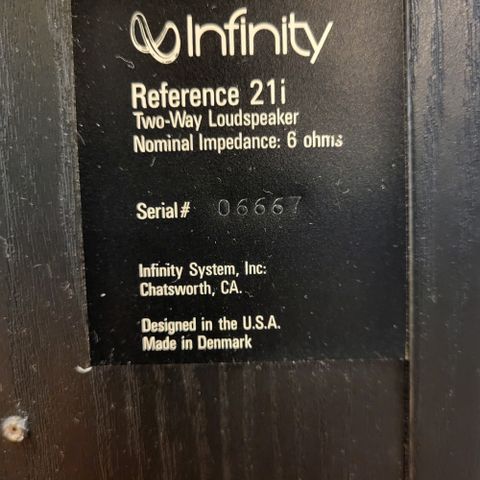 Infinity
Reference 21i
Two-Way Loudspeaker
Nominal Impedance: 6 ohms
Serial# 06667
Infinity System, Inc:
Chatsworth, CA.
Designed in the U.S.A.
Made in Denmark